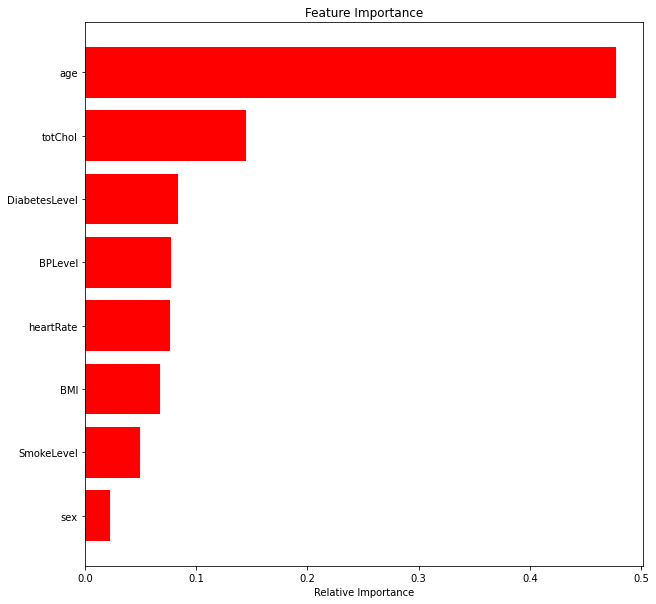 Feature Importance
age
totChol
DiabetesLevel
BPLevel
heartRate
BMI
SmokeLevel
sex
0.0 0.1 0.2 0.3 0.4 0.5
Relative Importance